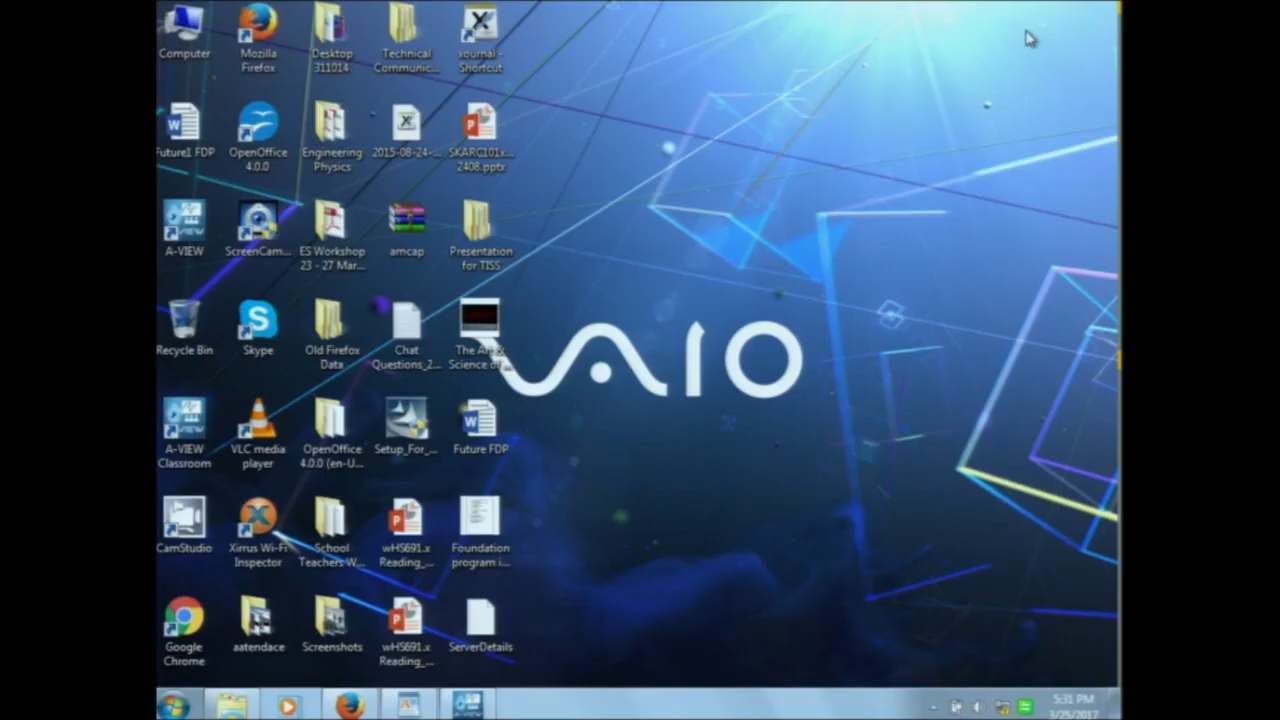 Computer
Mozilla
Firefox
Desktop
311014
Technical
Communic...
xournal -
Shortcut
Future1 FDP
OpenOffice
4.0.0
Engineering
Physics
2015-08-24-...
SKARC101x...
2408.pptx
A-VIEW
ScreenCam...
ES Workshop
23 - 27 Mar...
amcap
Presentation
for TISS
Recycle Bin
Skype
Old Firefox
Data
Chat
Questions_2...
The Art &
Science of ...
VAIO
A-VIEW
Classroom
VLC media
player
OpenOffice
4.0.0 (en-U...
Setup_For_...
Future FDP
CamStudio
Xirrus Wi-Fi
Inspector
School
Teachers W...
wHS691.x
Reading_...
Foundation
program i...
Google
Chrome
aatendace
Screenshots
wHS691.x
Reading_...
ServerDetails
5:31 PM
3/25/2017